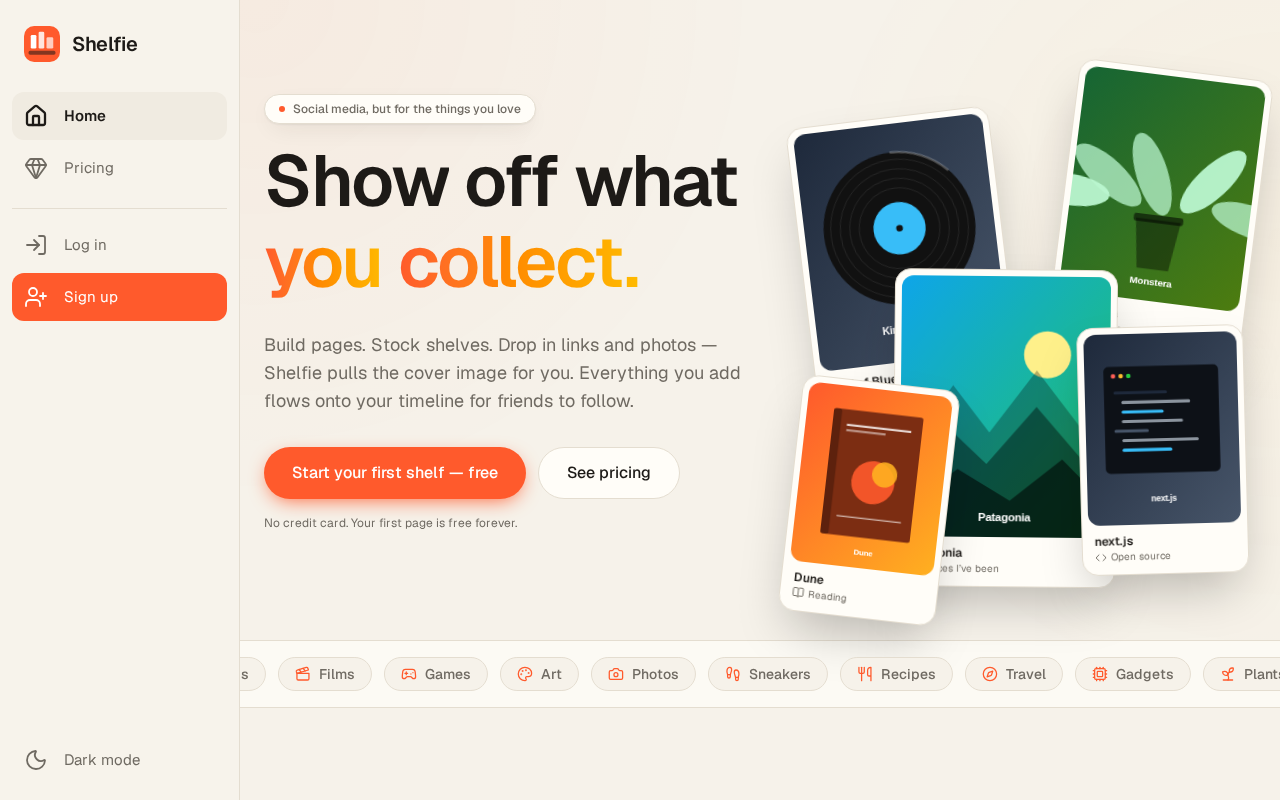 Shelfie
Home
Pricing
Log in
Sign up
Dark mode
Social media, but for the things you love
Show off what
you collect.
Build pages. Stock shelves. Drop in links and photos —
Shelfie pulls the cover image for you. Everything you add
flows onto your timeline for friends to follow.
Start your first shelf — free
See pricing
No credit card. Your first page is free forever.
Monstera
Patagonia
next.js
next.js
Open source
Dune
Dune
Reading
I've been
Films
Games
Art
Photos
Sneakers
Recipes
Travel
Gadgets
Plants